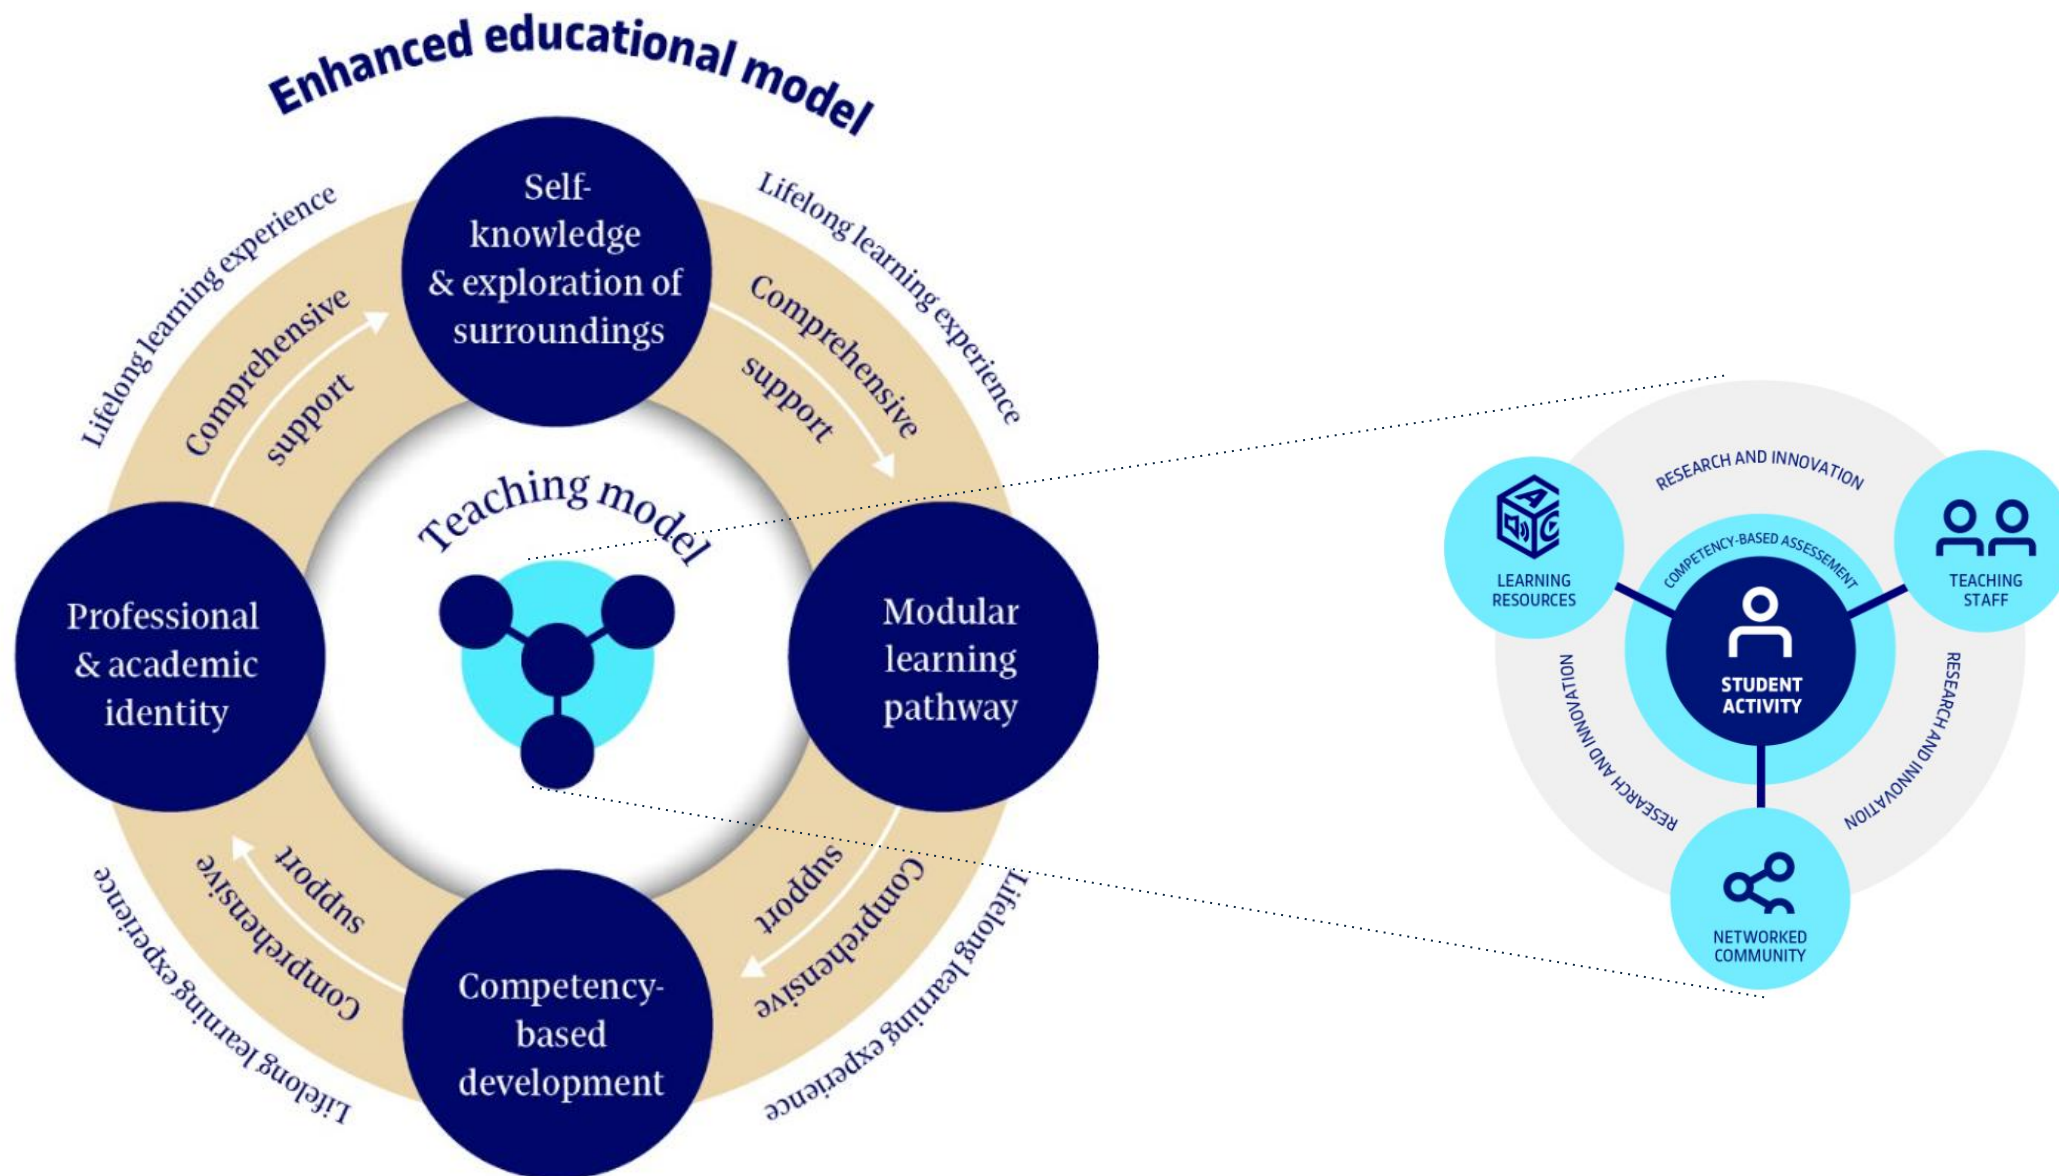 Enhanced educational model
Lifelong learning experience
Lifelong learning experience
Self-
knowledge
& exploration of
surroundings
Comprehensive
support
Comprehensive
support
Teaching model
Professional
& academic
identity
Modular
learning
pathway
Comprehensive
support
Comprehensive
support
Competency-
based
development
Lifelong learning experience
Lifelong learning experience
RESEARCH AND INNOVATION
LEARNING
RESOURCES
COMPETENCY-BASED ASSESSEMENT
TEACHING
STAFF
STUDENT
ACTIVITY
RESEARCH AND INNOVATION
RESEARCH AND INNOVATION
NETWORKED
COMMUNITY